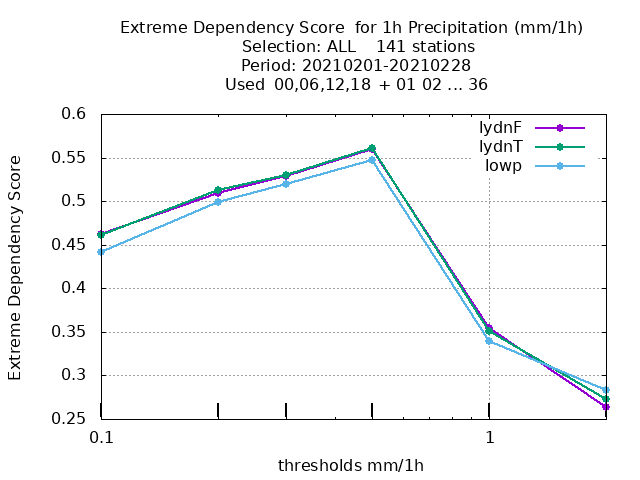 Extreme Dependency Score  for 1h Precipitation (mm/1h)
Selection: ALL    141 stations
Period: 20210201-20210228
Used  00,06,12,18  + 01 02 ... 36
lydnF
lydnT
lowp
Extreme Dependency Score
0.6
0.55
0.5
0.45
0.4
0.35
0.3
0.25
0.1
1
thresholds mm/1h